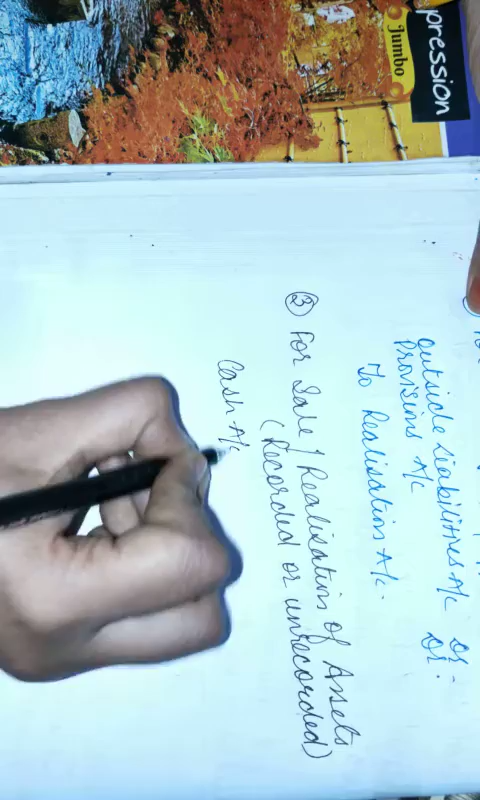 pression
Jumbo
Outside Liabilities A/c Dr.
Provisions A/c Dr.
To Realisation A/c.
③ For Sale / Realisation of Assets
(Recorded or unrecorded)
Cash A/c